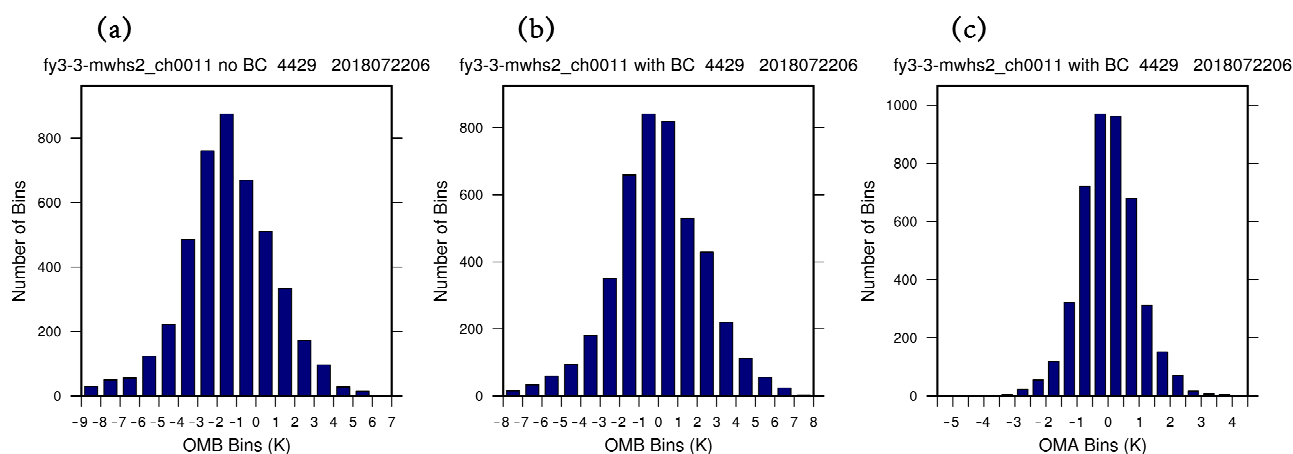 (a) (b) (c)
fy3-3-mwhs2_ch0011 no BC 4429 2018072206
Number of Bins
800
600
400
200
0
-9 -8 -7 -6 -5 -4 -3 -2 -1 0 1 2 3 4 5 6 7
OMB Bins (K)
fy3-3-mwhs2_ch0011 with BC 4429 2018072206
Number of Bins
800
600
400
200
0
-8 -7 -6 -5 -4 -3 -2 -1 0 1 2 3 4 5 6 7 8
OMB Bins (K)
fy3-3-mwhs2_ch0011 with BC 4429 2018072206
Number of Bins
1000
800
600
400
200
0
-5 -4 -3 -2 -1 0 1 2 3 4
OMA Bins (K)